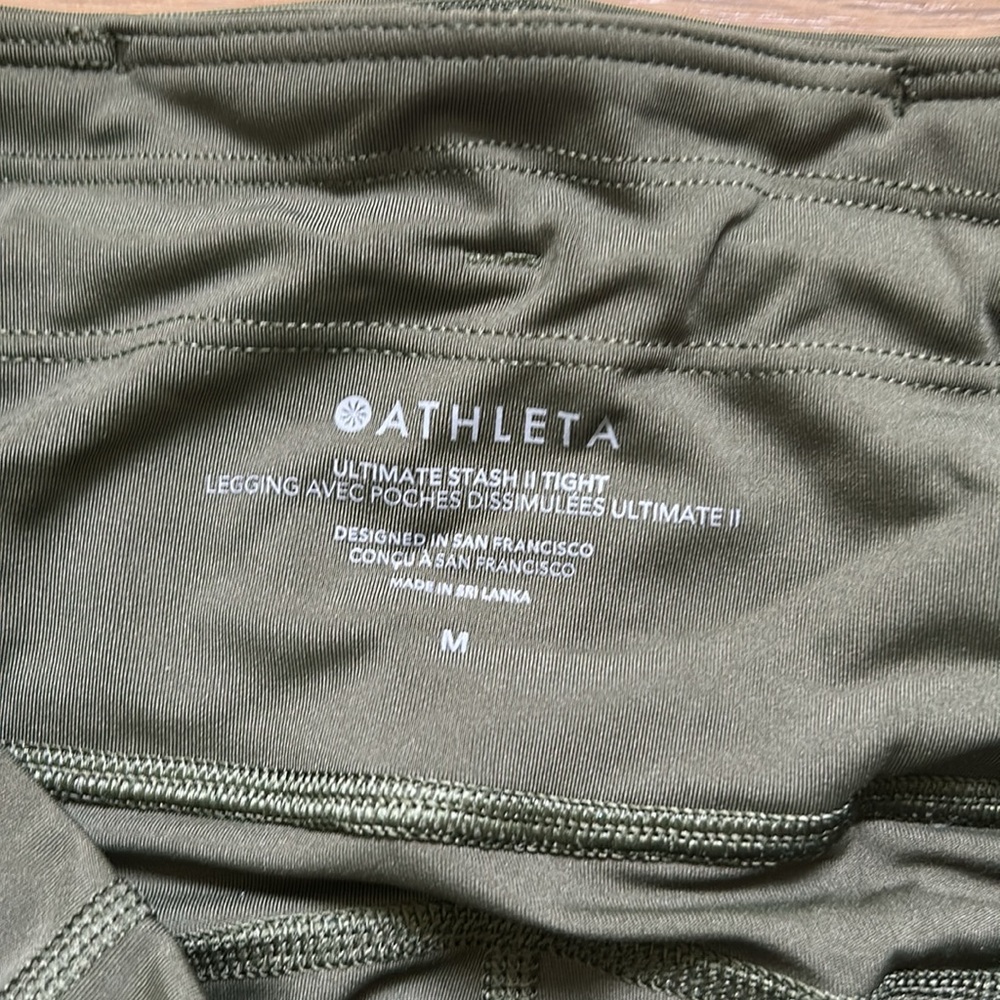 ATHLETA
ULTIMATE STASH II TIGHT
LEGGING AVEC POCHES DISSIMULÉES ULTIMATE II
DESIGNED IN SAN FRANCISCO
CONÇU À SAN FRANCISCO
MADE IN SRI LANKA
M